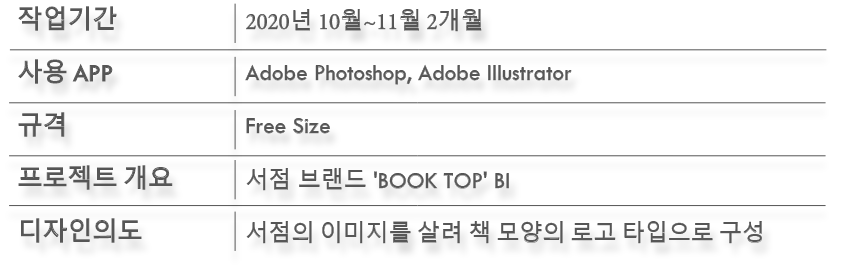 작업기간 2020년 10월~11월 2개월
사용 APP Adobe Photoshop, Adobe Illustrator
규격 Free Size
프로젝트 개요 서점 브랜드 'BOOK TOP' BI
디자인의도 서점의 이미지를 살려 책 모양의 로고 타입으로 구성